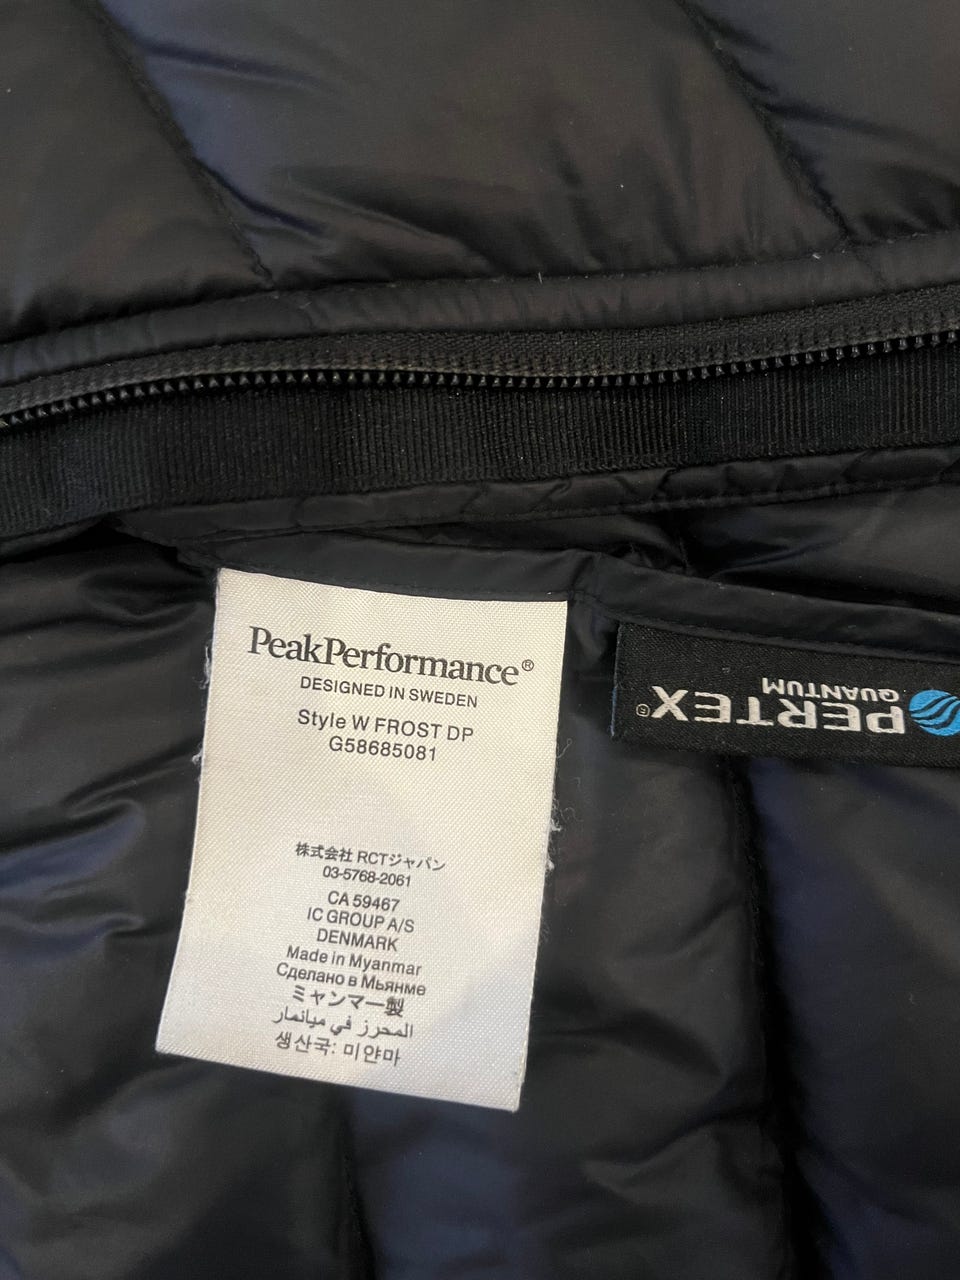 PeakPerformance®
DESIGNED IN SWEDEN
Style W FROST DP
G58685081
株式会社 RCTジャパン
03-5768-2061
CA 59467
IC GROUP A/S
DENMARK
Made in Myanmar
Сделано в Мьянме
ミャンマー製
المحرز في ميانمار
생산국: 미얀마
PERTEX®
QUANTUM